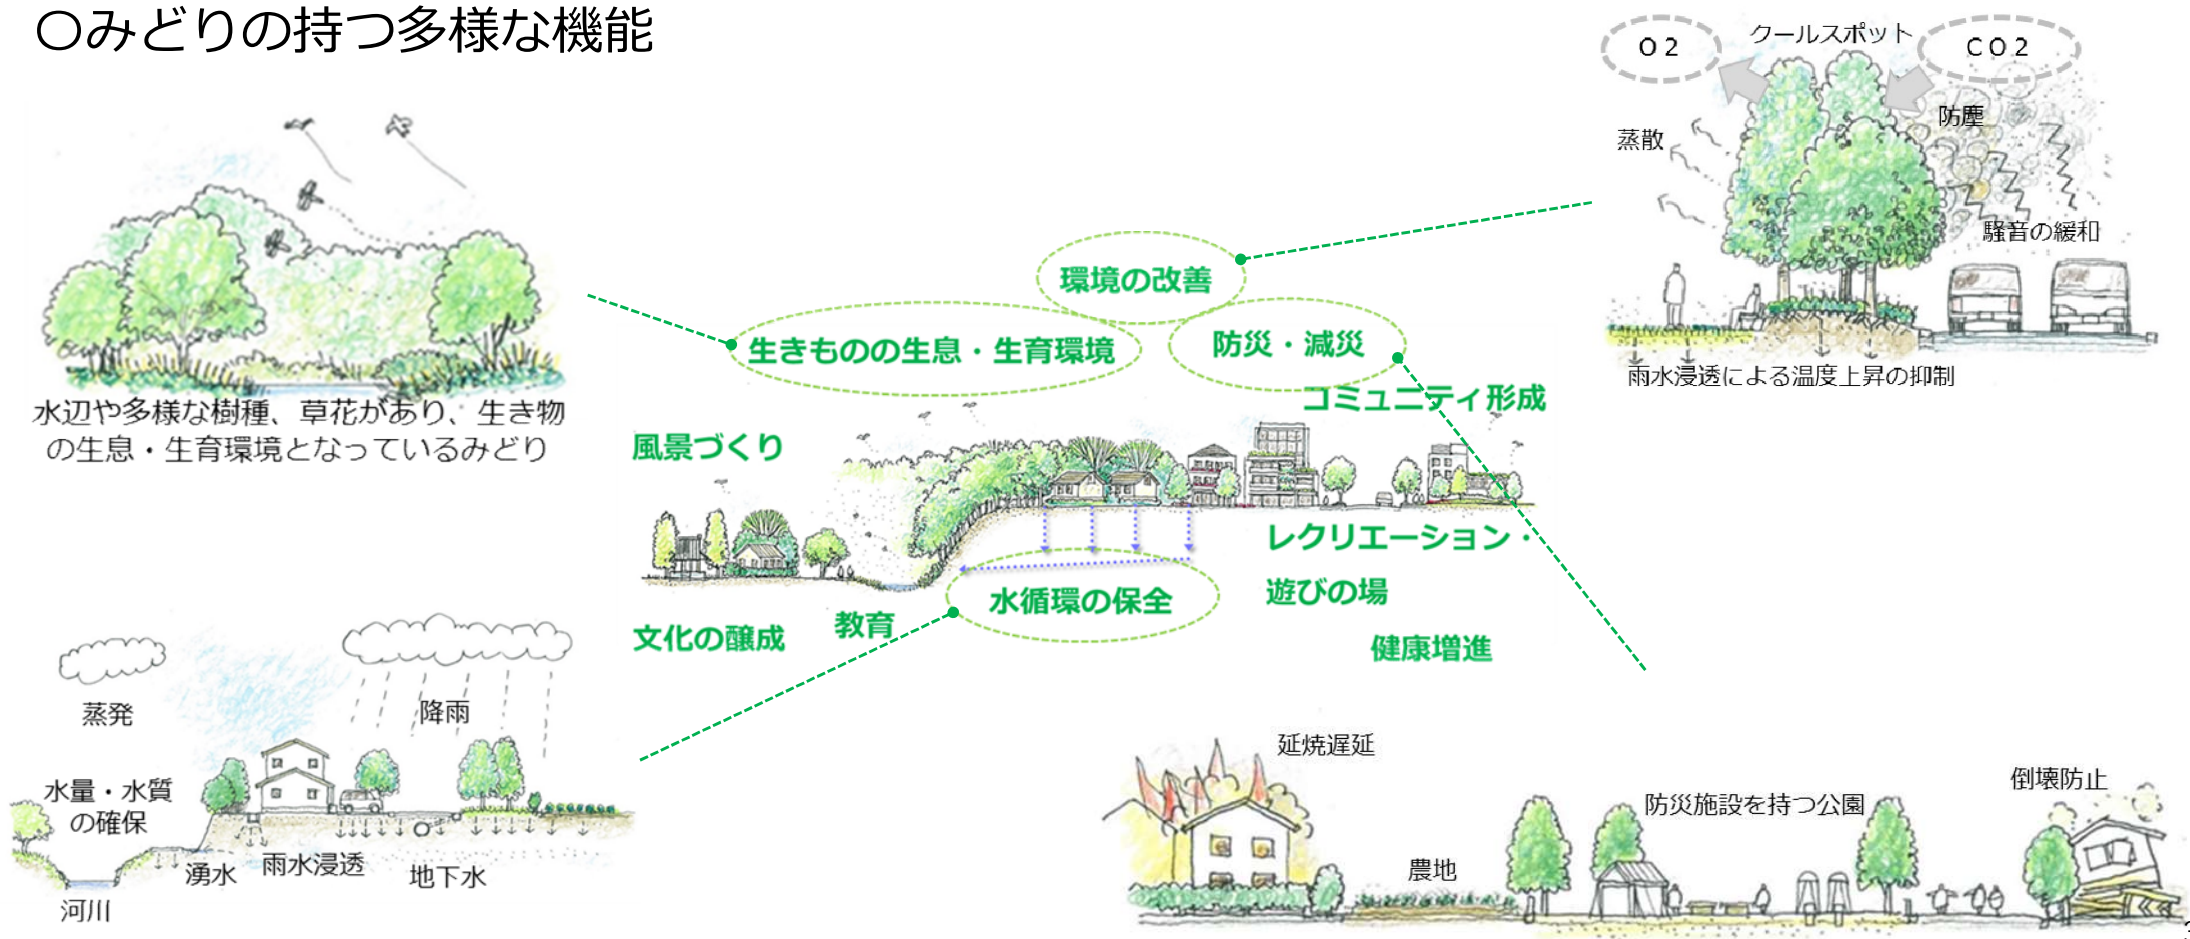 〇みどりの持つ多様な機能
クールスポット
O2
CO2
防塵
蒸散
騒音の緩和
雨水浸透による温度上昇の抑制
水辺や多様な樹種、草花があり、生き物
の生息・生育環境となっているみどり
環境の改善
生きものの生息・生育環境
防災・減災
コミュニティ形成
風景づくり
レクリエーション・
遊びの場
水循環の保全
教育
文化の醸成
健康増進
蒸発
降雨
水量・水質
の確保
湧水
雨水浸透
地下水
河川
延焼遅延
農地
防災施設を持つ公園
倒壊防止